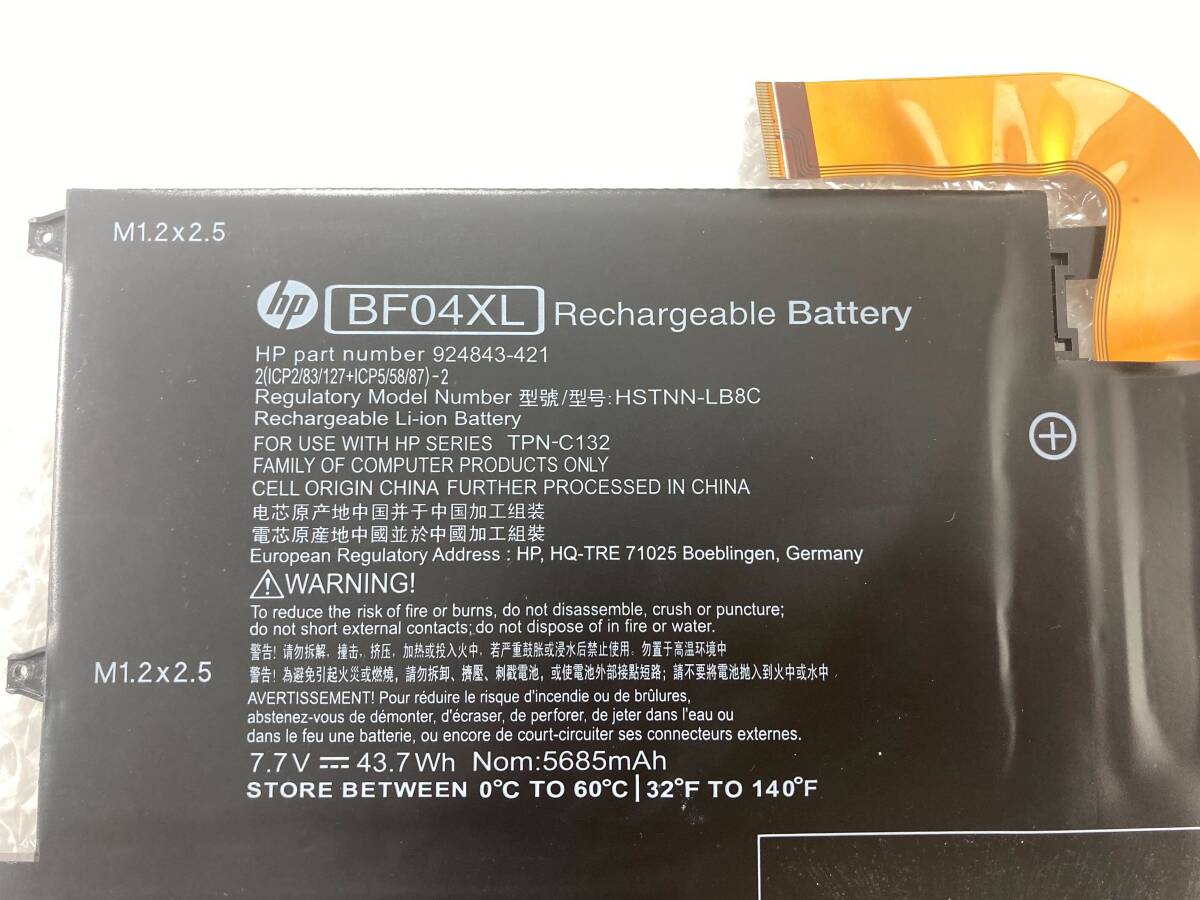 M1.2x2.5
hp BF04XL Rechargeable Battery
HP part number 924843-421
2(ICP2/83/127+ICP5/58/87)-2
Regulatory Model Number 型號/型号:HSTNN-LB8C
Rechargeable Li-ion Battery
FOR USE WITH HP SERIES TPN-C132
FAMILY OF COMPUTER PRODUCTS ONLY
CELL ORIGIN CHINA FURTHER PROCESSED IN CHINA
电芯原产地中国并于中国加工组装
電芯原產地中國並於中國加工組裝
European Regulatory Address : HP, HQ-TRE 71025 Boeblingen, Germany
WARNING!
To reduce the risk of fire or burns, do not disassemble, crush or puncture;
do not short external contacts; do not dispose of in fire or water.
警告! 请勿拆解, 撞击, 挤压, 加热或投入火中, 若严重鼓胀或浸水后禁止使用。勿置于高温环境中
M1.2x2.5
警告! 為避免引起火災或燃燒, 請勿拆卸、擠壓、刺戳電池, 或使電池外部接點短路; 請不要將電池拋入到火中或水中
AVERTISSEMENT! Pour réduire le risque d'incendie ou de brûlures,
abstenez-vous de démonter, d'écraser, de perforer, de jeter dans l'eau ou
dans le feu une batterie, ou encore de court-circuiter ses connecteurs externes.
7.7V ⎓ 43.7Wh Nom:5685mAh
STORE BETWEEN 0°C TO 60°C | 32°F TO 140°F